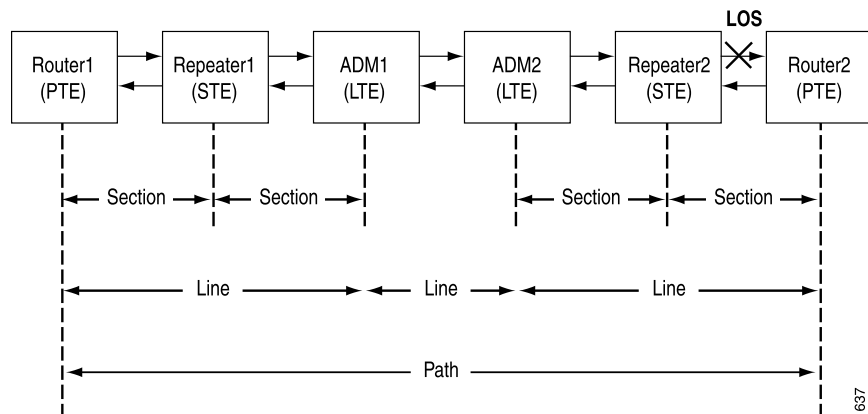 LOS
Router1
(PTE)
Repeater1
(STE)
ADM1
(LTE)
ADM2
(LTE)
Repeater2
(STE)
Router2
(PTE)
Section
Section
Section
Section
Line
Line
Line
Path
637